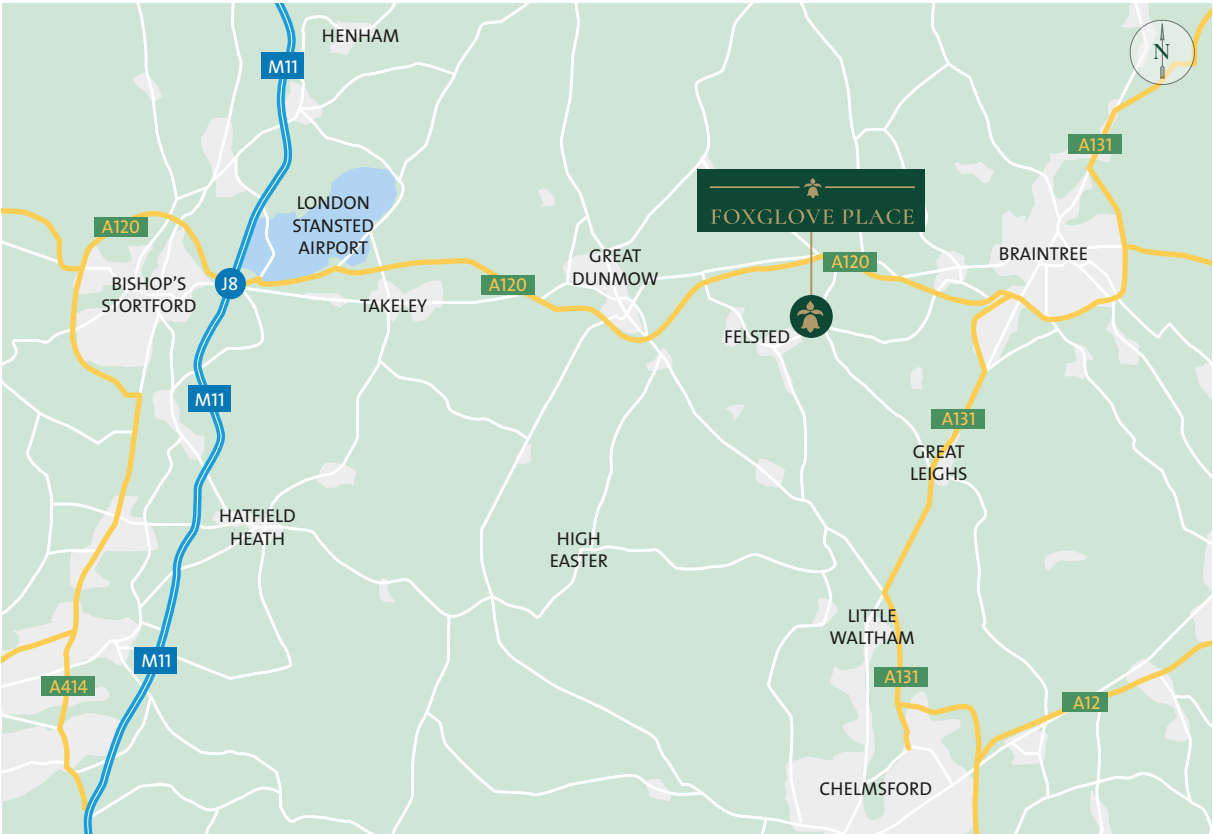 HENHAM
N
M11
A131
LONDON
STANSTED
AIRPORT
FOXGLOVE PLACE
A120
GREAT
DUNMOW
BRAINTREE
A120
BISHOP'S
STORTFORD
J8
TAKELEY
A120
FELSTED
M11
A131
GREAT
LEIGHS
HATFIELD
HEATH
HIGH
EASTER
LITTLE
WALTHAM
M11
A414
A131
A12
CHELMSFORD